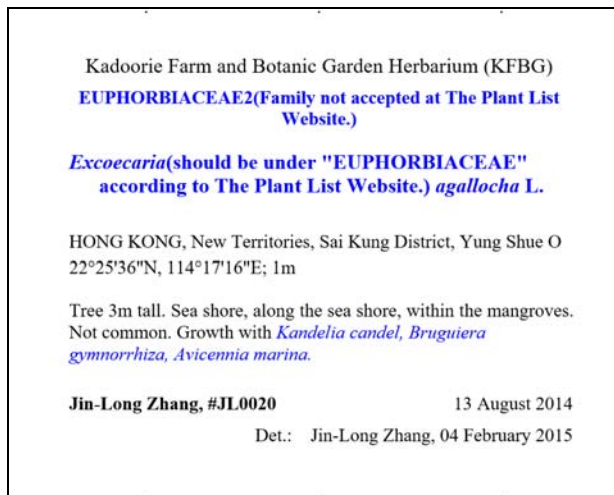 Kadoorie Farm and Botanic Garden Herbarium (KFBG)
EUPHORBIACEAE2(Family not accepted at The Plant List
Website.)
Excoecaria(should be under "EUPHORBIACEAE"
according to The Plant List Website.) agallocha L.
HONG KONG, New Territories, Sai Kung District, Yung Shue O
22°25'36"N, 114°17'16"E; 1m
Tree 3m tall. Sea shore, along the sea shore, within the mangroves.
Not common. Growth with Kandelia candel, Bruguiera
gymnorrhiza, Avicennia marina.
Jin-Long Zhang, #JL0020 13 August 2014
Det.: Jin-Long Zhang, 04 February 2015